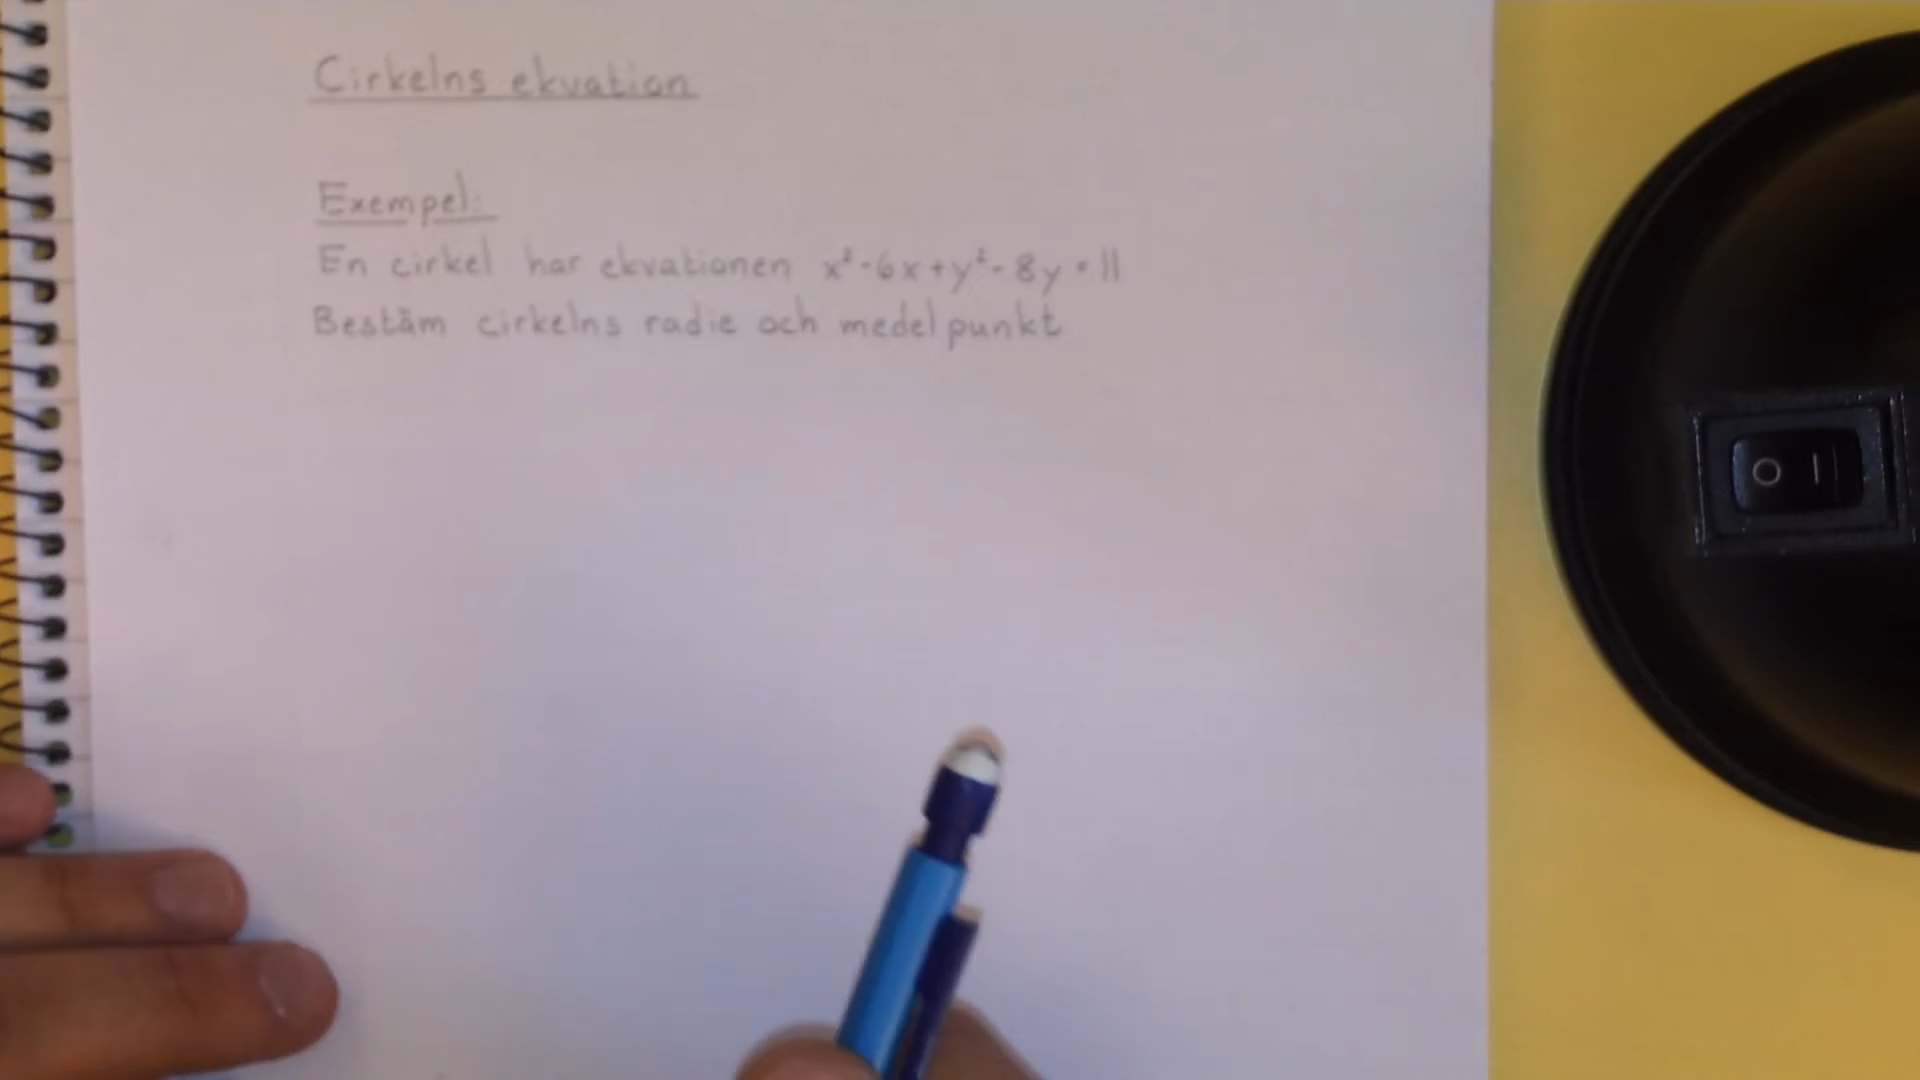 Cirkelns ekvation
Exempel:
En cirkel har ekvationen x²-6x+y²-8y=11
Bestäm cirkelns radie och medelpunkt
O I